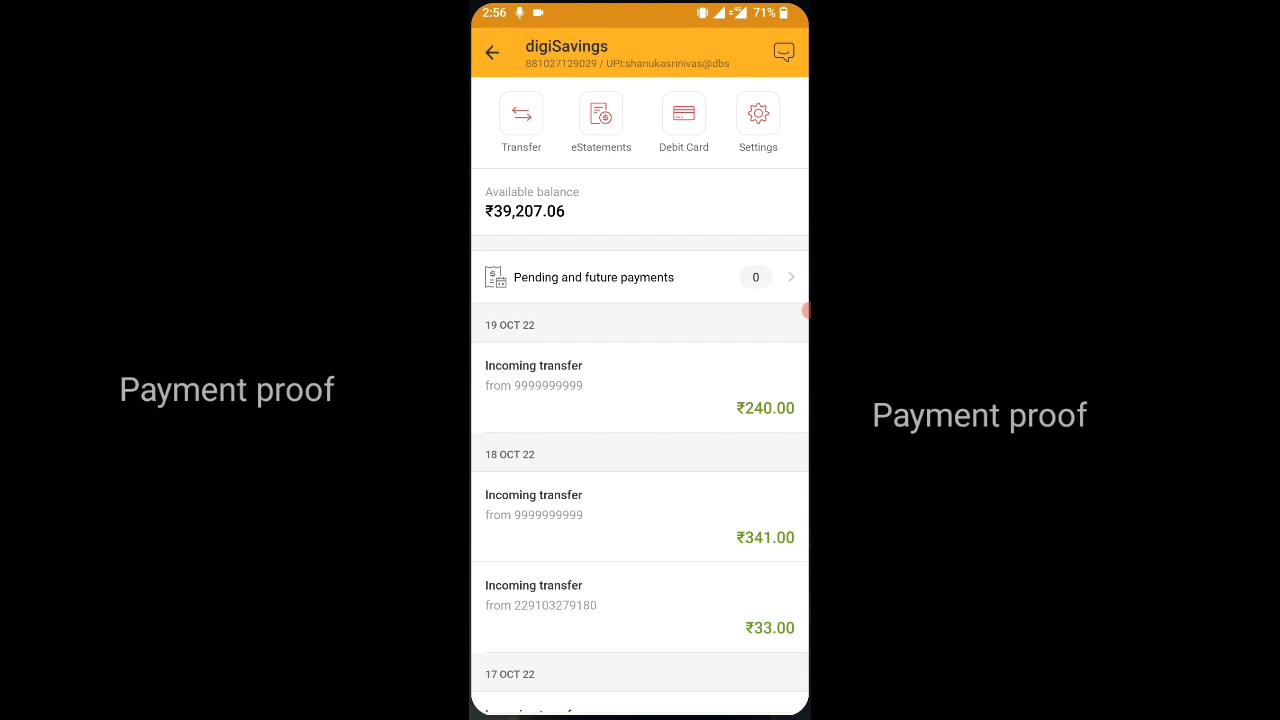 2:56 4G 71%
digiSavings
881027129029 / UPI:shanukasrinivas@dbs
Transfer eStatements Debit Card Settings
Available balance
₹39,207.06
Pending and future payments 0
19 OCT 22
Incoming transfer
from 9999999999
₹240.00
Payment proof
Payment proof
18 OCT 22
Incoming transfer
from 9999999999
₹341.00
Incoming transfer
from 229103279180
₹33.00
17 OCT 22